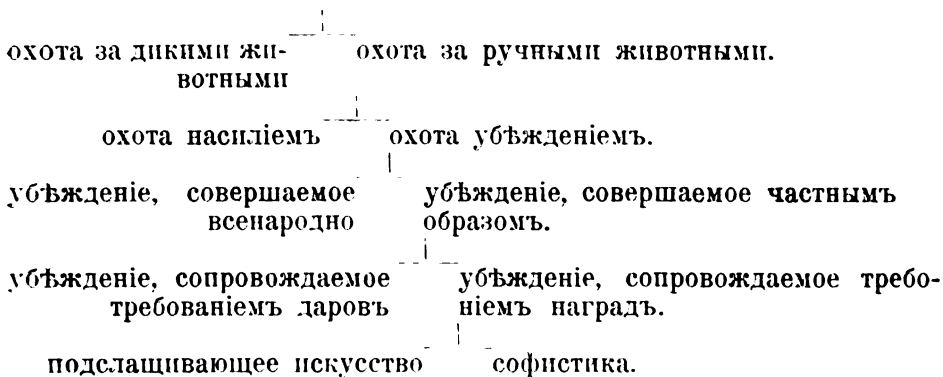 охота за дикими жи- охота за ручными животными.
вотными
охота насиліемъ охота убѣжденіемъ.
убѣжденіе, совершаемое убѣжденіе, совершаемое частнымъ
всенародно образомъ.
убѣжденіе, сопровождаемое убѣжденіе, сопровождаемое требо-
требованіемъ даровъ ніемъ наградъ.
подслащивающее искусство софистика.